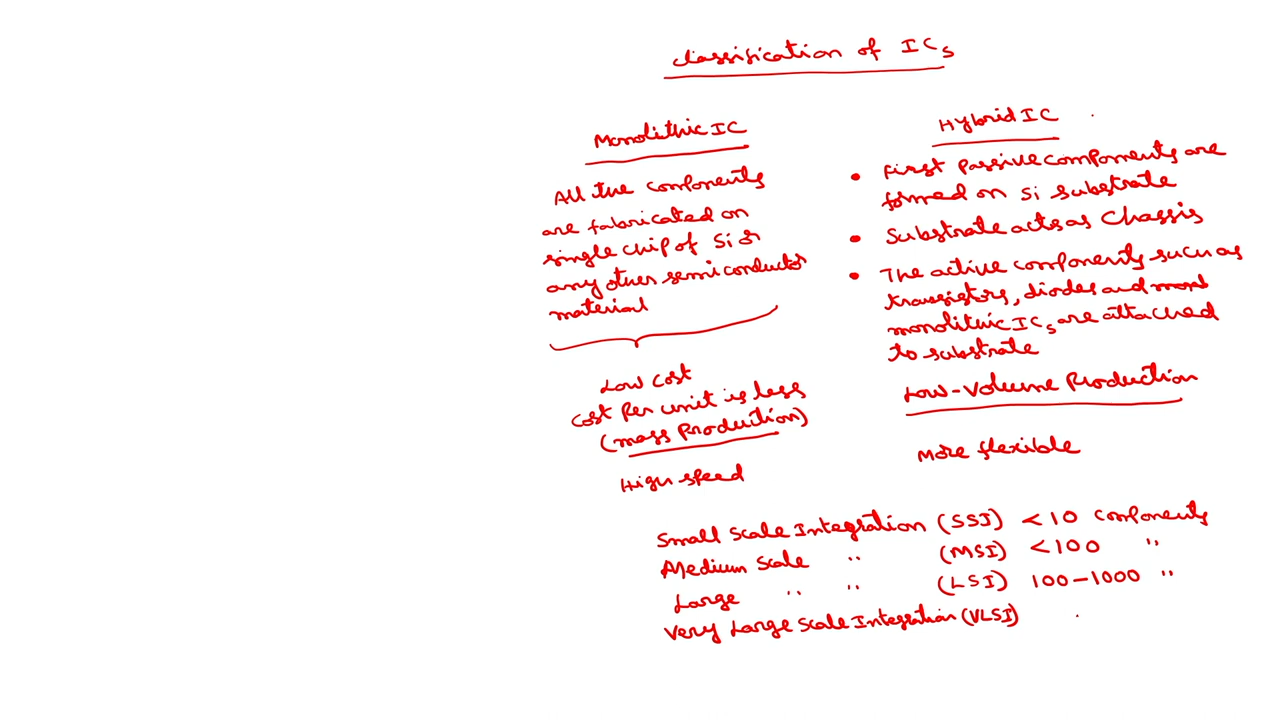 Classification of ICs
Monolithic IC
All the components
are fabricated on
single chip of Si or
any other semiconductor
material
Low cost
Cost per unit is less
(mass production)
High speed
Hybrid IC
• First passive components are
formed on Si substrate
• Substrate acts as Chassis
• The active components such as
transistors, diodes and
monolithic ICs are attached
to substrate
Low-Volume Production
More flexible
Small Scale Integration (SSI) < 10 components
Medium Scale " (MSI) < 100 "
Large " " (LSI) 100-1000 "
Very Large Scale Integration (VLSI)